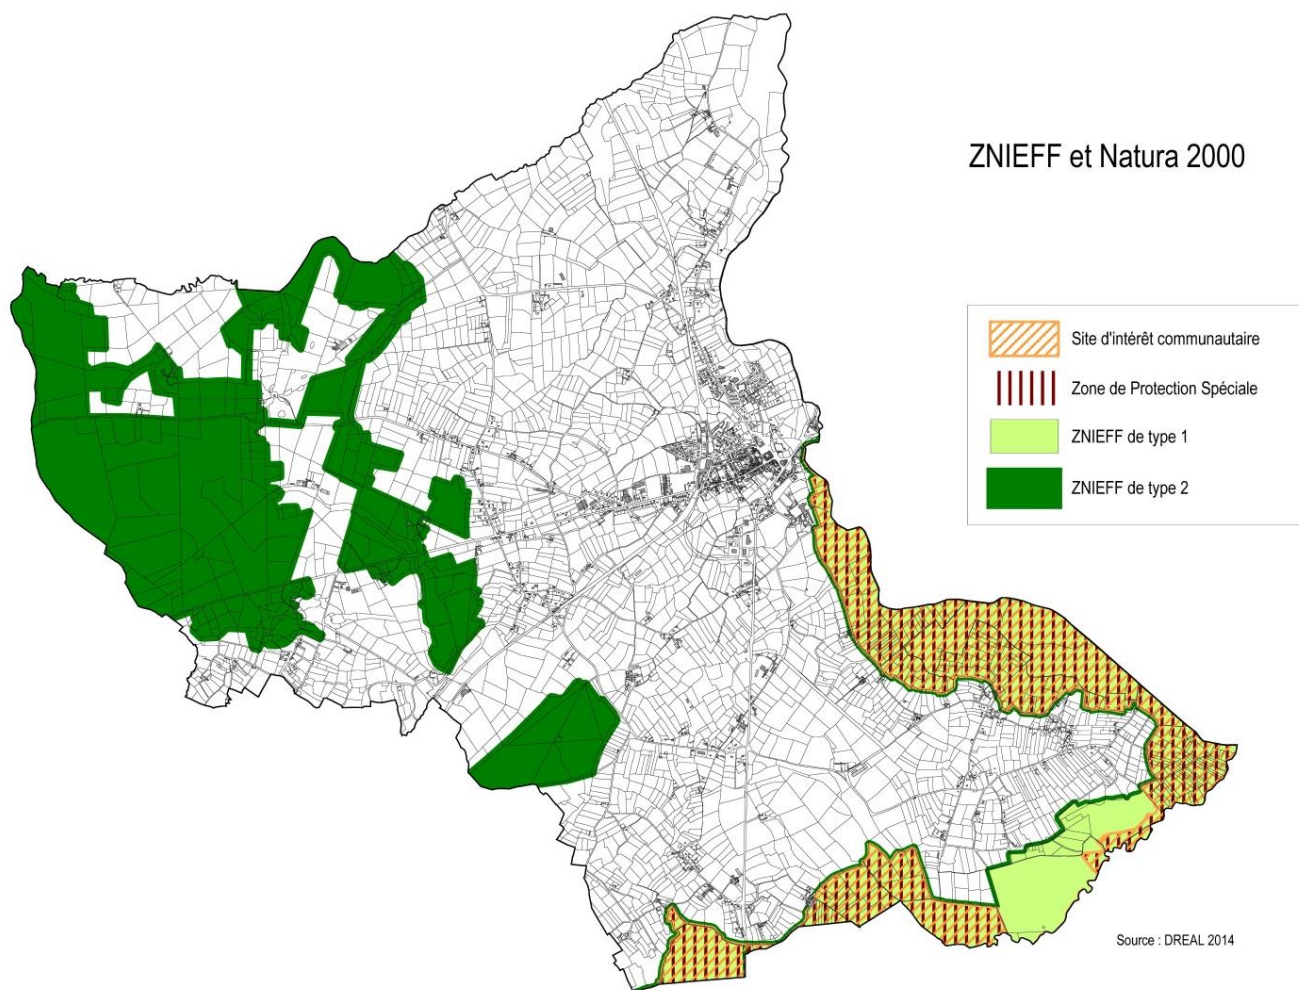 ZNIEFF et Natura 2000
Site d'intérêt communautaire
Zone de Protection Spéciale
ZNIEFF de type 1
ZNIEFF de type 2
Source : DREAL 2014